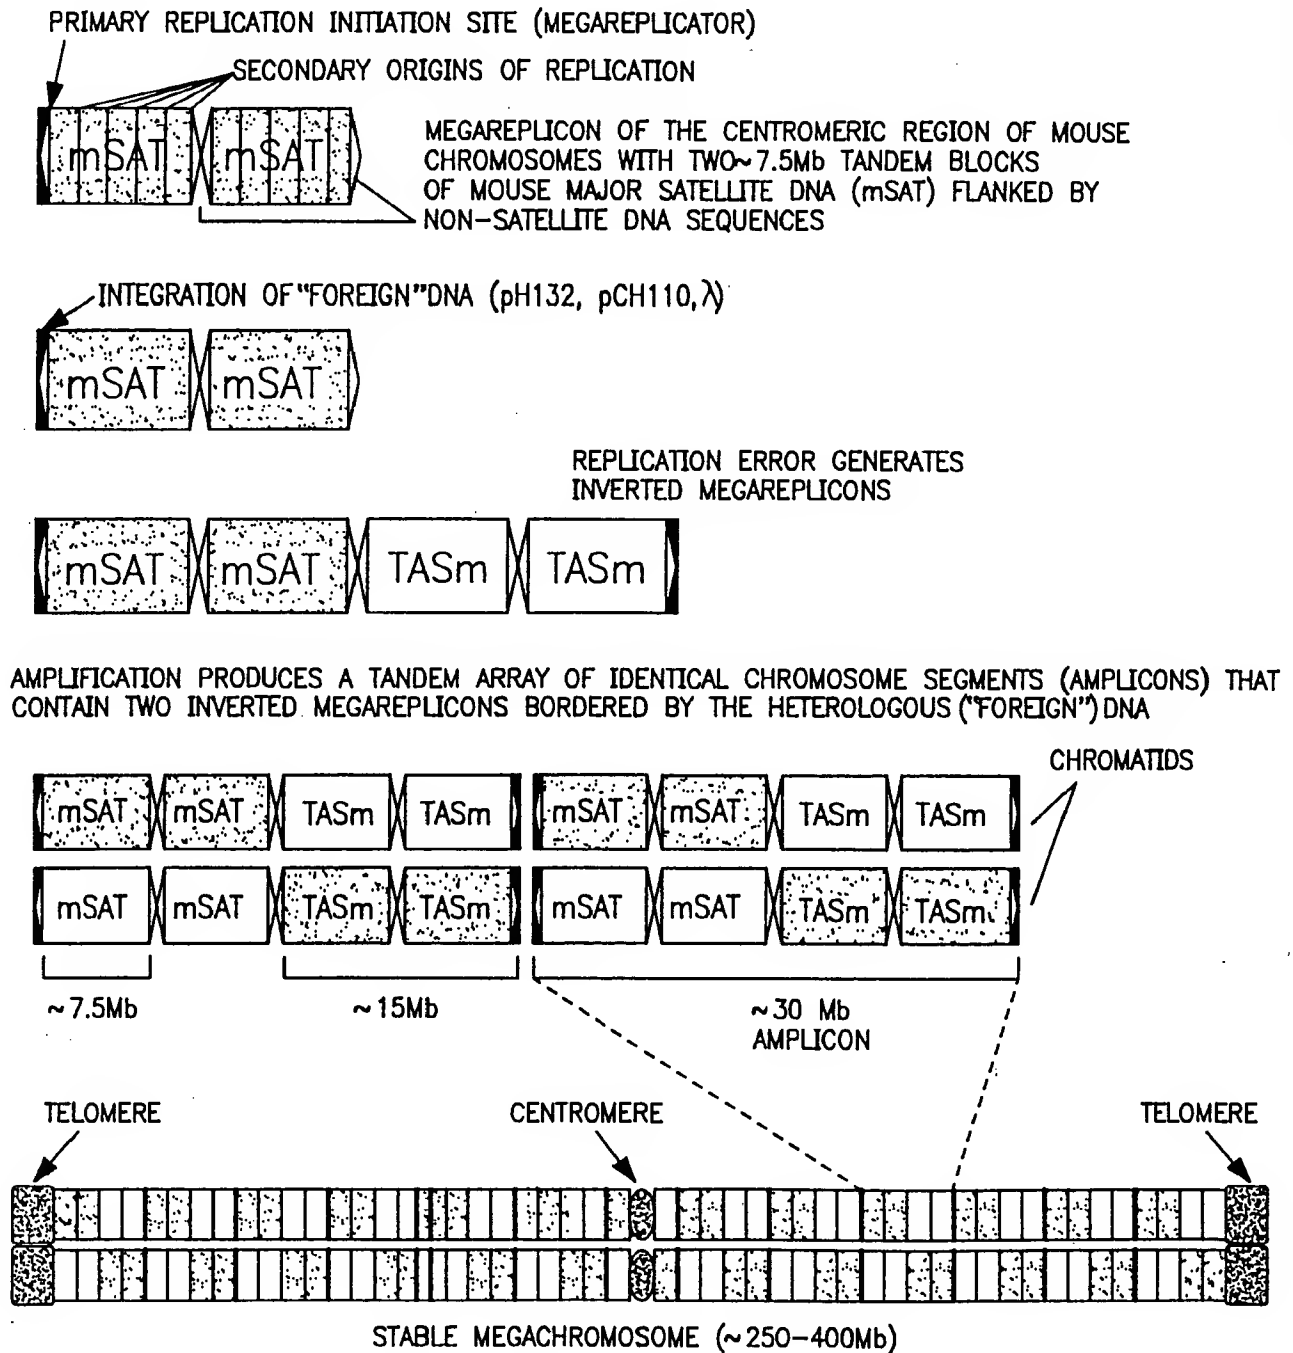 PRIMARY REPLICATION INITIATION SITE (MEGAREPLICATOR)
SECONDARY ORIGINS OF REPLICATION
mSAT mSAT
MEGAREPLICON OF THE CENTROMERIC REGION OF MOUSE
CHROMOSOMES WITH TWO~7.5Mb TANDEM BLOCKS
OF MOUSE MAJOR SATELLITE DNA (mSAT) FLANKED BY
NON-SATELLITE DNA SEQUENCES
INTEGRATION OF "FOREIGN" DNA (pH132, pCH110, λ)
mSAT mSAT
REPLICATION ERROR GENERATES
INVERTED MEGAREPLICONS
mSAT mSAT TASm TASm
AMPLIFICATION PRODUCES A TANDEM ARRAY OF IDENTICAL CHROMOSOME SEGMENTS (AMPLICONS) THAT
CONTAIN TWO INVERTED MEGAREPLICONS BORDERED BY THE HETEROLOGOUS ("FOREIGN") DNA
CHROMATIDS
mSAT mSAT TASm TASm mSAT mSAT TASm TASm
mSAT mSAT TASm TASm mSAT mSAT TASm TASm
~7.5Mb ~15Mb ~30 Mb
AMPLICON
TELOMERE CENTROMERE TELOMERE
STABLE MEGACHROMOSOME (~250-400Mb)